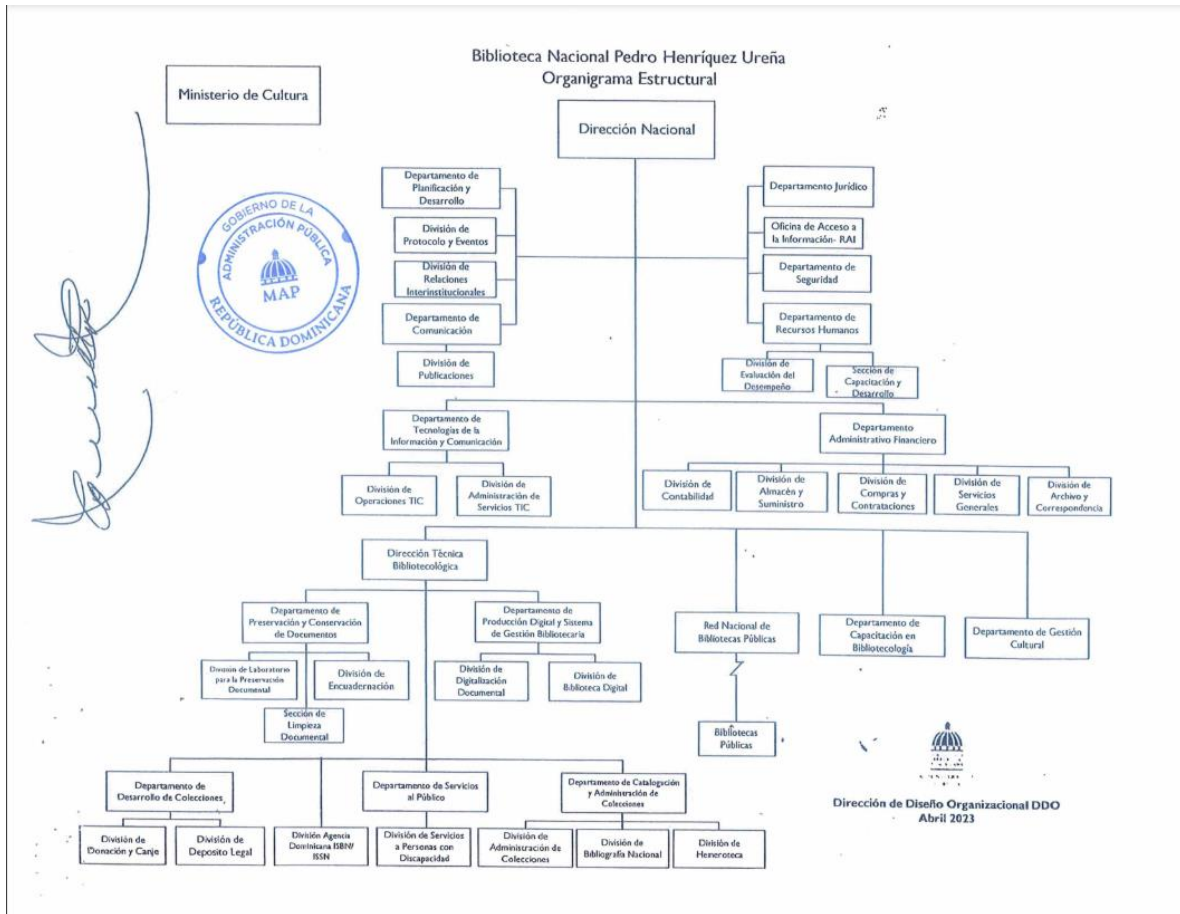 Biblioteca Nacional Pedro Henríquez Ureña
Organigrama Estructural
Ministerio de Cultura
Dirección Nacional
Departamento de
Planificación y
Desarrollo
División de
Protocolo y Eventos
División de
Relaciones
Interinstitucionales
Departamento de
Comunicación
División de
Publicaciones
Departamento Jurídico
Oficina de Acceso a
la Información- RAI
Departamento de
Seguridad
Departamento de
Recursos Humanos
División de
Evaluación del
Desempeño
Sección de
Capacitación y
Desarrollo
GOBIERNO DE LA
REPÚBLICA DOMINICANA
ADMINISTRACIÓN PÚBLICA
MAP
Departamento de
Tecnologías de la
Información y Comunicación
División de
Operaciones TIC
División de
Administración de
Servicios TIC
Departamento
Administrativo Financiero
División de
Contabilidad
División de
Almacén y
Suministro
División de
Compras y
Contrataciones
División de
Servicios
Generales
División de
Archivo y
Correspondencia
Dirección Técnica
Bibliotecológica
Departamento de
Preservación y Conservación
de Documentos
División de Laboratorio
para la Preservación
Documental
División de
Encuadernación
Sección de
Limpieza
Documental
Departamento de
Producción Digital y Sistema
de Gestión Bibliotecaria
División de
Digitalización
Documental
División de
Biblioteca Digital
Red Nacional de
Bibliotecas Públicas
Bibliotecas
Públicas
Departamento de
Capacitación en
Bibliotecología
Departamento de Gestión
Cultural
Departamento de
Desarrollo de Colecciones
División de
Donación y Canje
División de
Deposito Legal
División Agencia
Dominicana ISBN/
ISSN
Departamento de Servicios
al Público
División de Servicios
a Personas con
Discapacidad
Departamento de Catalogación
y Administración de
Colecciones
División de
Administración de
Colecciones
División de
Bibliografía Nacional
División de
Hemeroteca
Dirección de Diseño Organizacional DDO
Abril 2023